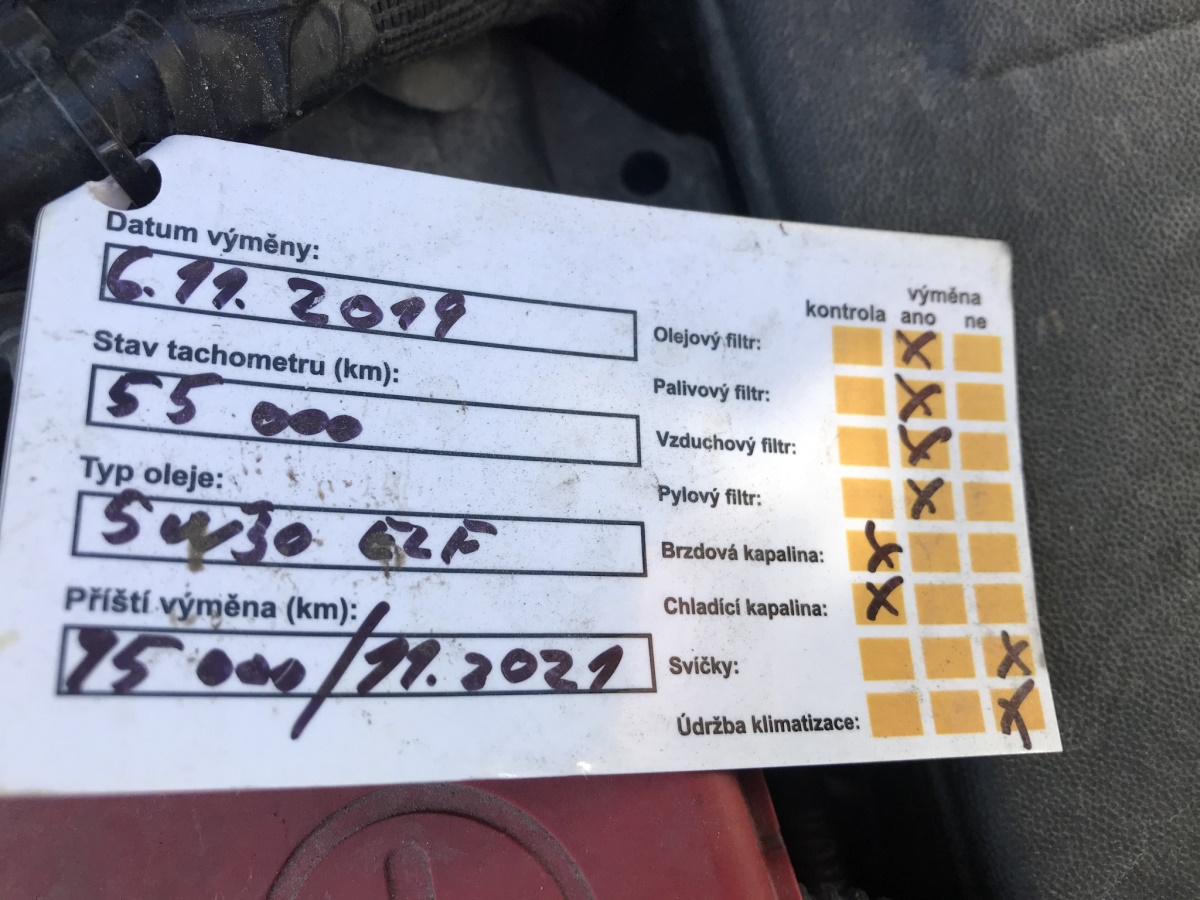 Datum výměny:
6.11.2019
Stav tachometru (km):
55 000
Typ oleje:
5w30
Příští výměna (km):
000/11.2021
výměna
kontrola ano ne
Olejový filtr: x
Palivový filtr: x
Vzduchový filtr: x
Pylový filtr: x
Brzdová kapalina: x
Chladící kapalina: x
Svíčky: x
Údržba klimatizace: x